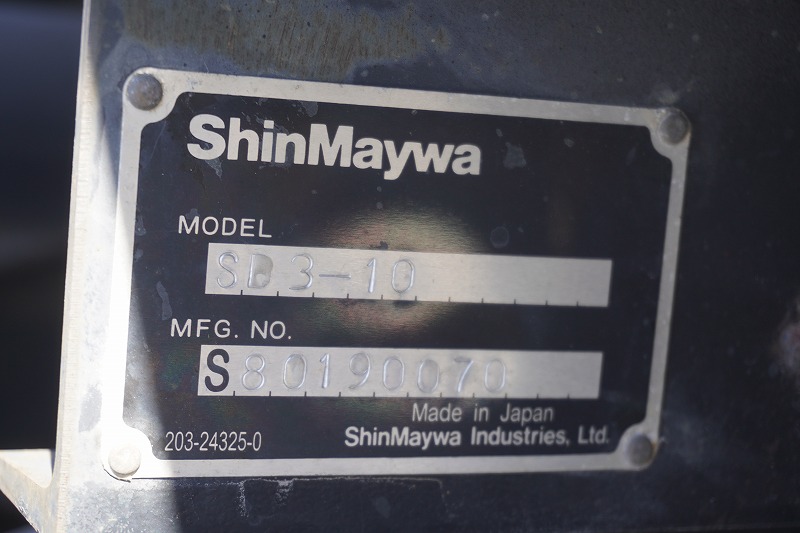 ShinMaywa
MODEL
SD3-10
MFG. NO.
S80190070
Made in Japan
203-24325-0
ShinMaywa Industries, Ltd.